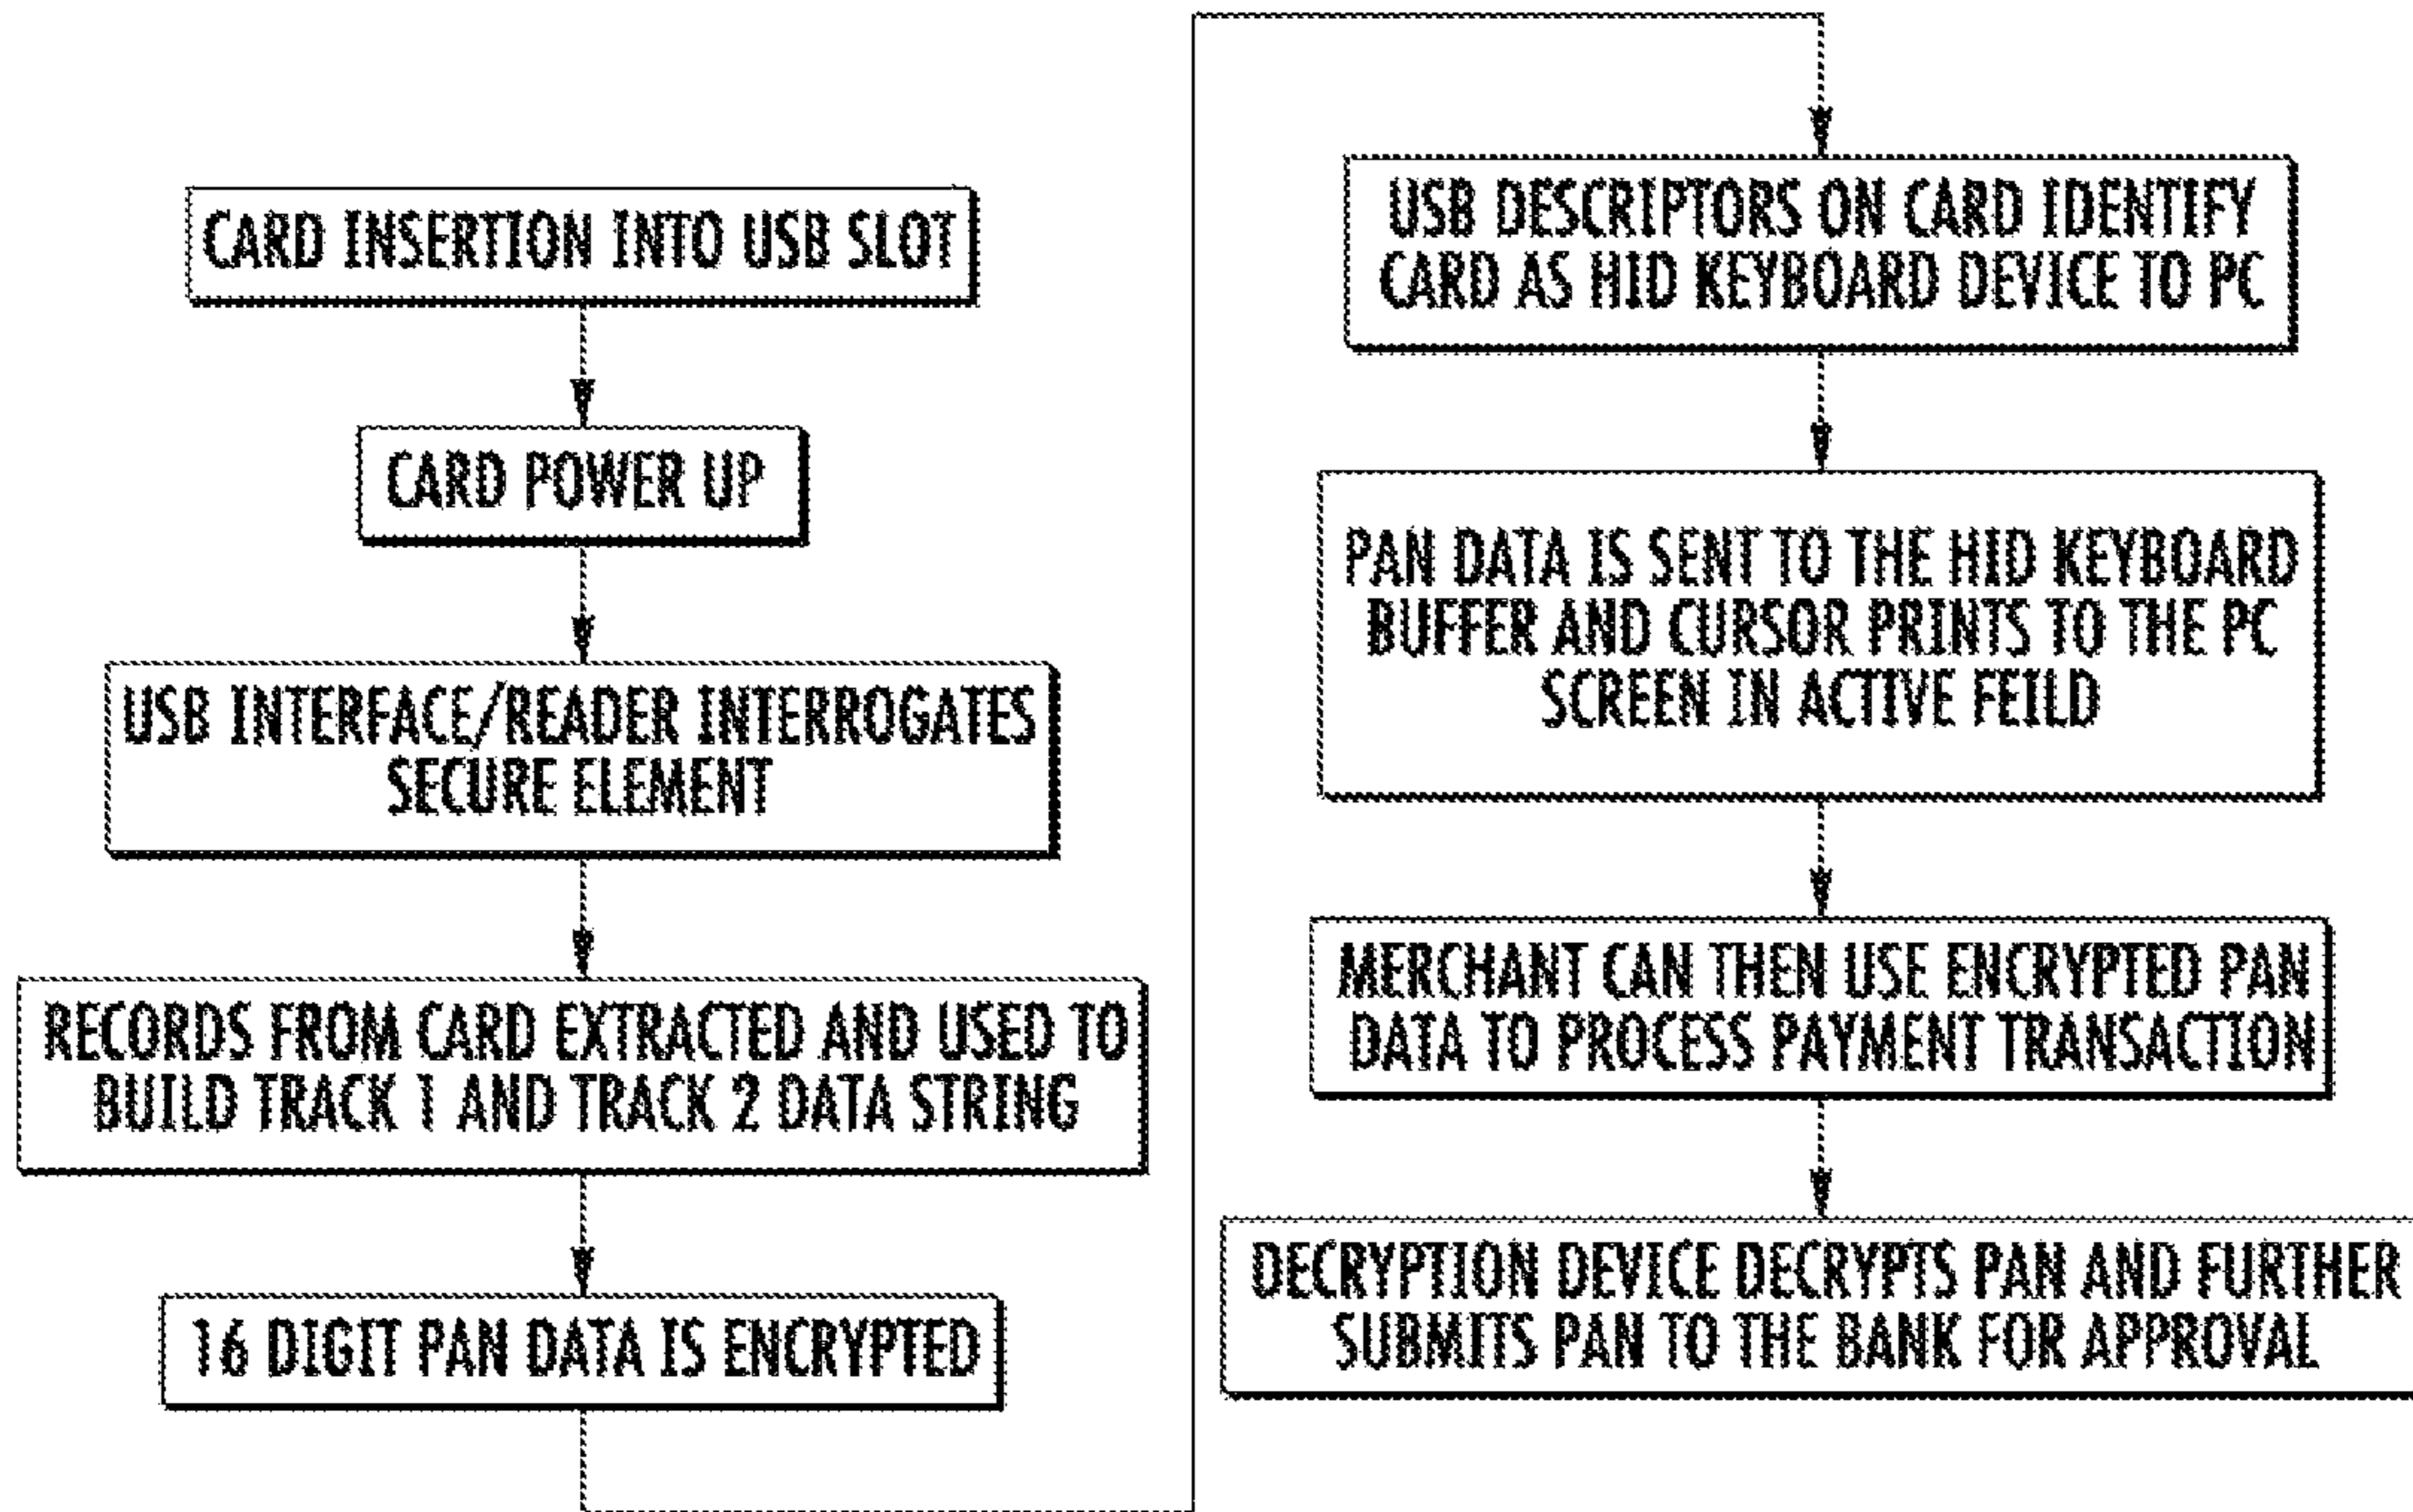 CARD INSERTION INTO USB SLOT
CARD POWER UP
USB INTERFACE/READER INTERROGATES
SECURE ELEMENT
RECORDS FROM CARD EXTRACTED AND USED TO
BUILD TRACK 1 AND TRACK 2 DATA STRING
16 DIGIT PAN DATA IS ENCRYPTED
USB DESCRIPTORS ON CARD IDENTIFY
CARD AS HID KEYBOARD DEVICE TO PC
PAN DATA IS SENT TO THE HID KEYBOARD
BUFFER AND CURSOR PRINTS TO THE PC
SCREEN IN ACTIVE FEILD
MERCHANT CAN THEN USE ENCRYPTED PAN
DATA TO PROCESS PAYMENT TRANSACTION
DECRYPTION DEVICE DECRYPTS PAN AND FURTHER
SUBMITS PAN TO THE BANK FOR APPROVAL